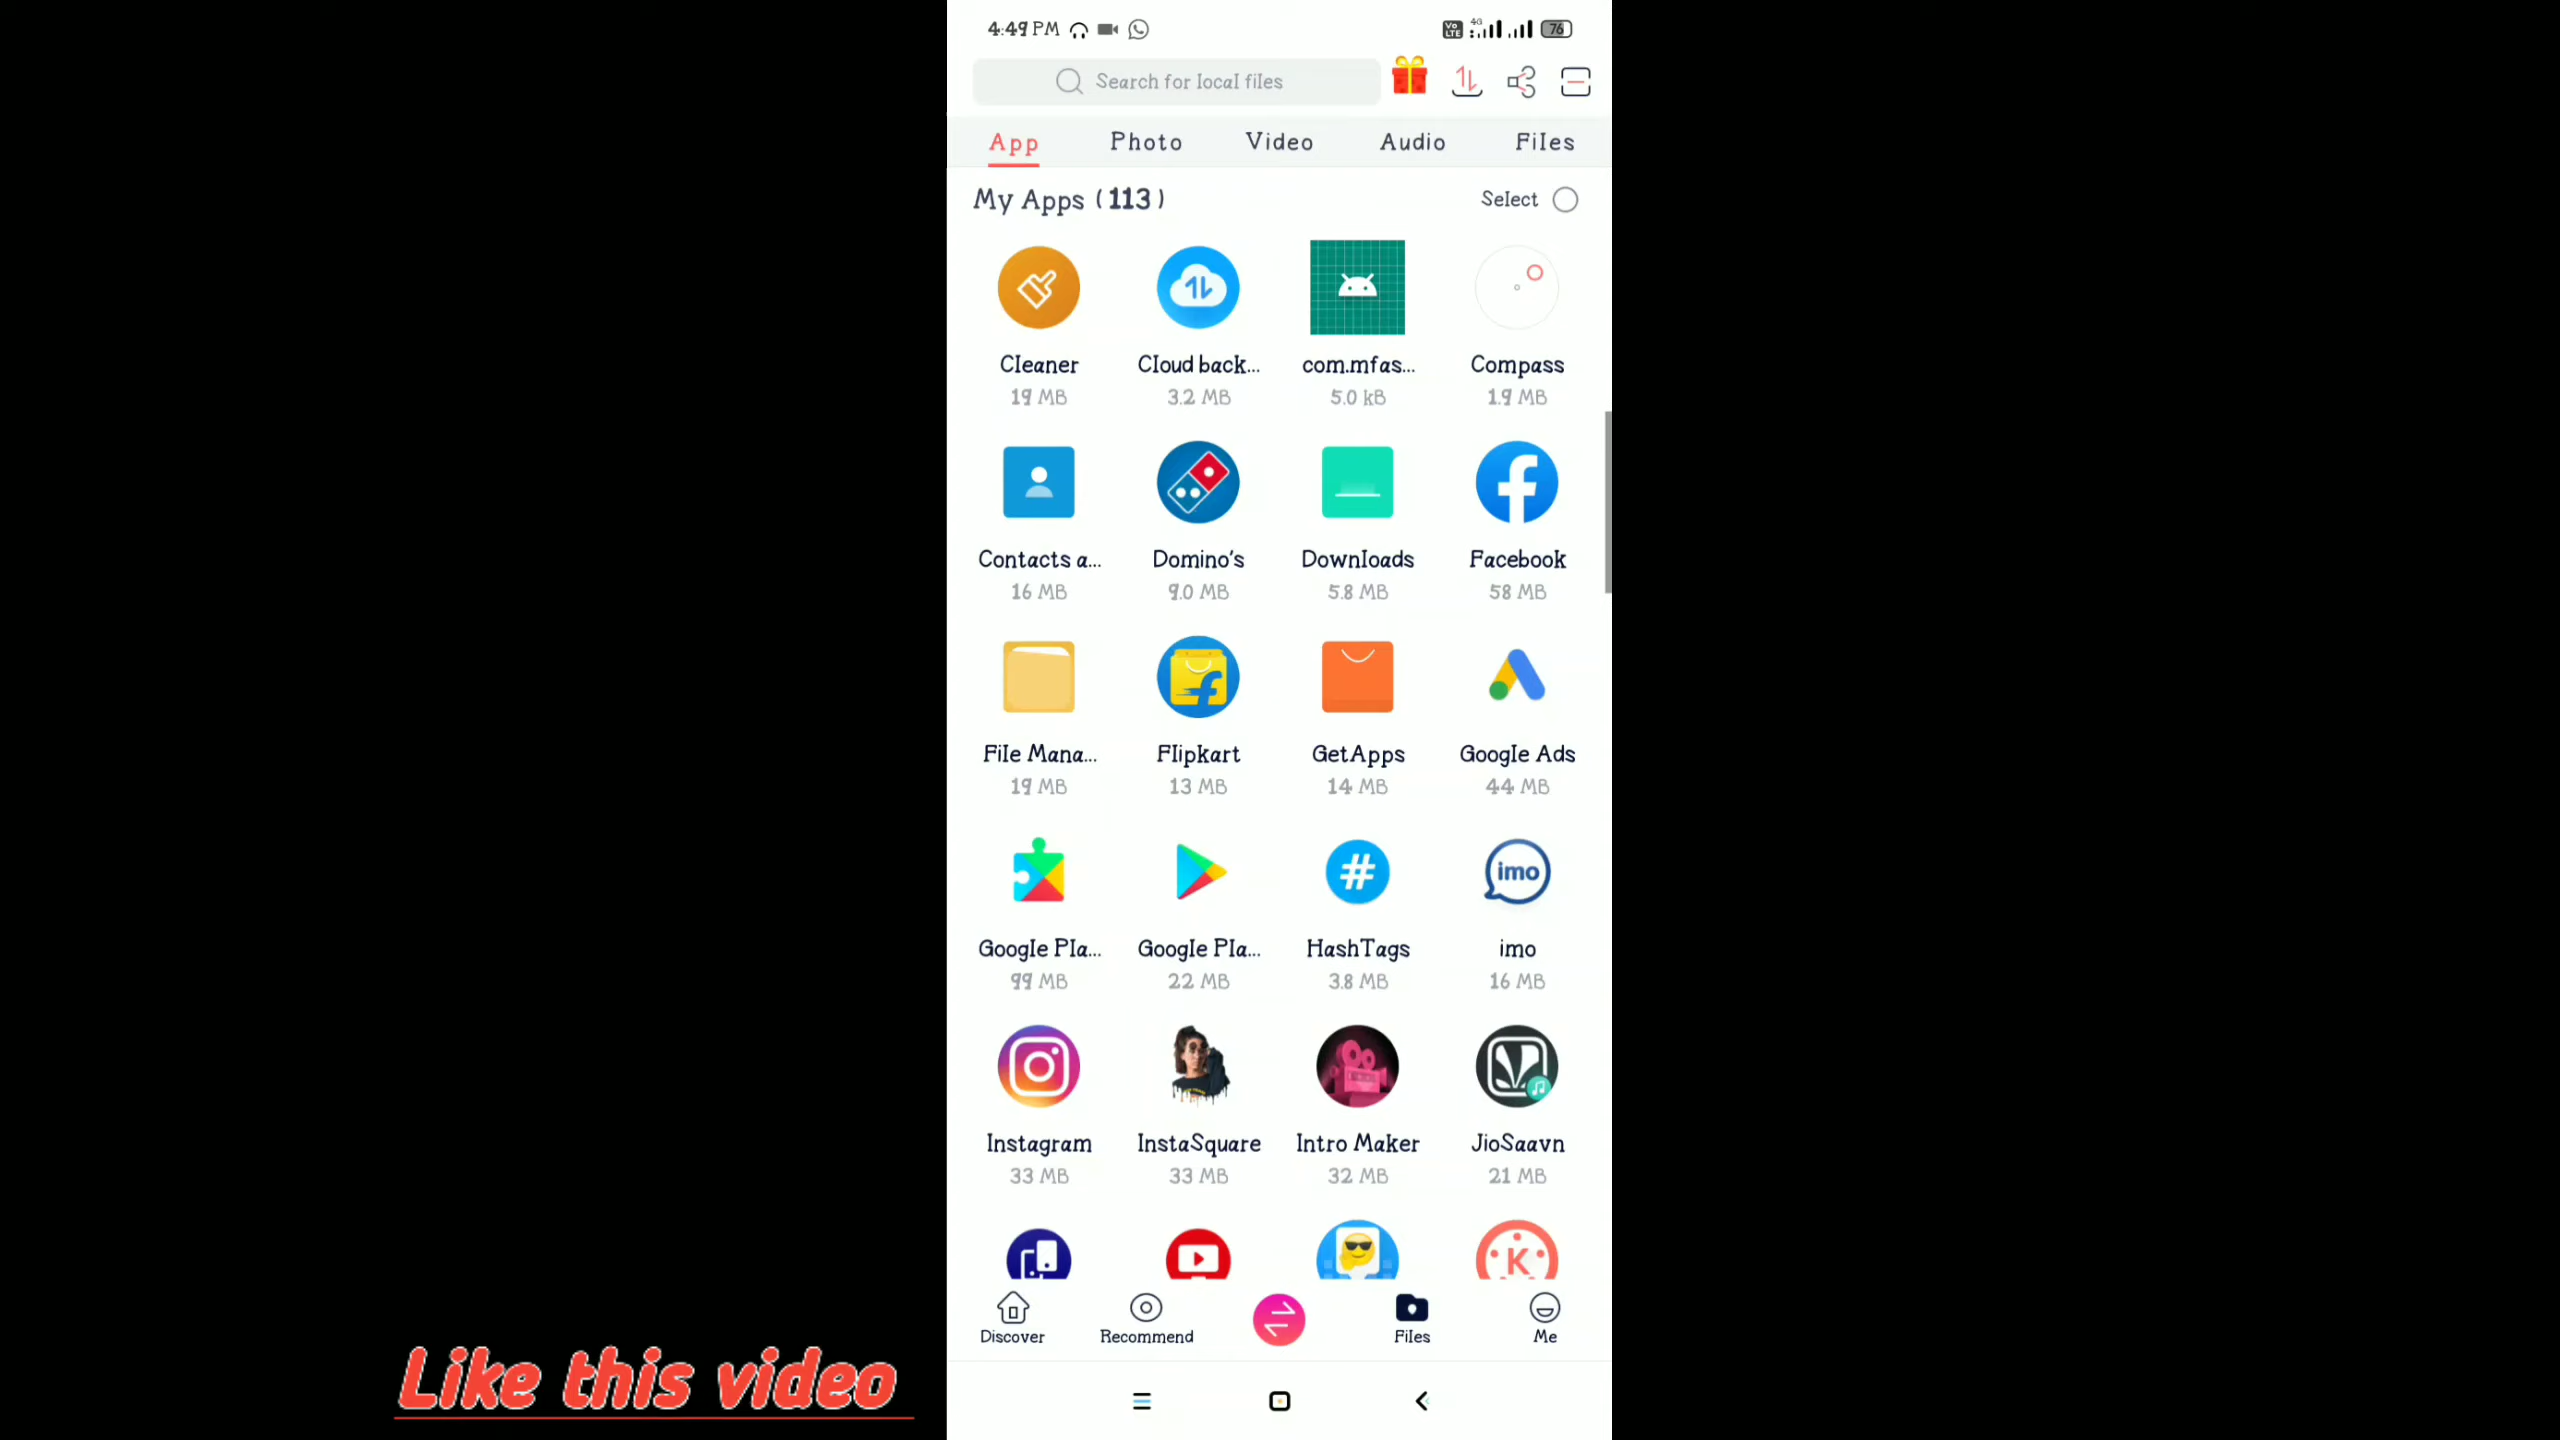 4:49 PM
Vo LTE 4G 76
Search for local files
App Photo Video Audio Files
My Apps (113) Select
Cleaner Cloud back... com.mfas... Compass
19 MB 3.2 MB 5.0 kB 1.9 MB
Contacts a... Domino's Downloads Facebook
16 MB 9.0 MB 5.8 MB 58 MB
File Mana... Flipkart GetApps Google Ads
19 MB 13 MB 14 MB 44 MB
imo
Google Pla... Google Pla... HashTags imo
99 MB 22 MB 3.8 MB 16 MB
Instagram InstaSquare Intro Maker JioSaavn
33 MB 33 MB 32 MB 21 MB
K
Discover Recommend Files Me
Like this video